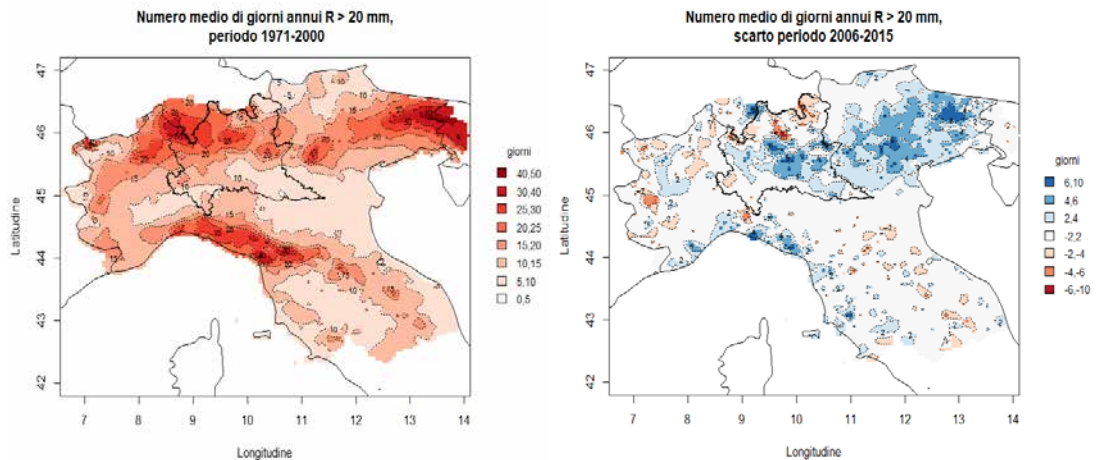 Numero medio di giorni annui R > 20 mm,
periodo 1971-2000
47
46
45
44
43
42
Latitudine
7 8 9 10 11 12 13 14
Longitudine
giorni
40,50
30,40
25,30
20,25
15,20
10,15
5,10
0,5
Numero medio di giorni annui R > 20 mm,
scarto periodo 2006-2015
47
46
45
44
43
42
Latitudine
7 8 9 10 11 12 13 14
Longitudine
giorni
6,10
4,6
2,4
-2,2
-2,-4
-4,-6
-6,-10